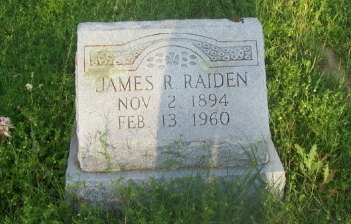 JAMES R. RAIDEN
NOV 2 1894
FEB. 13 1960